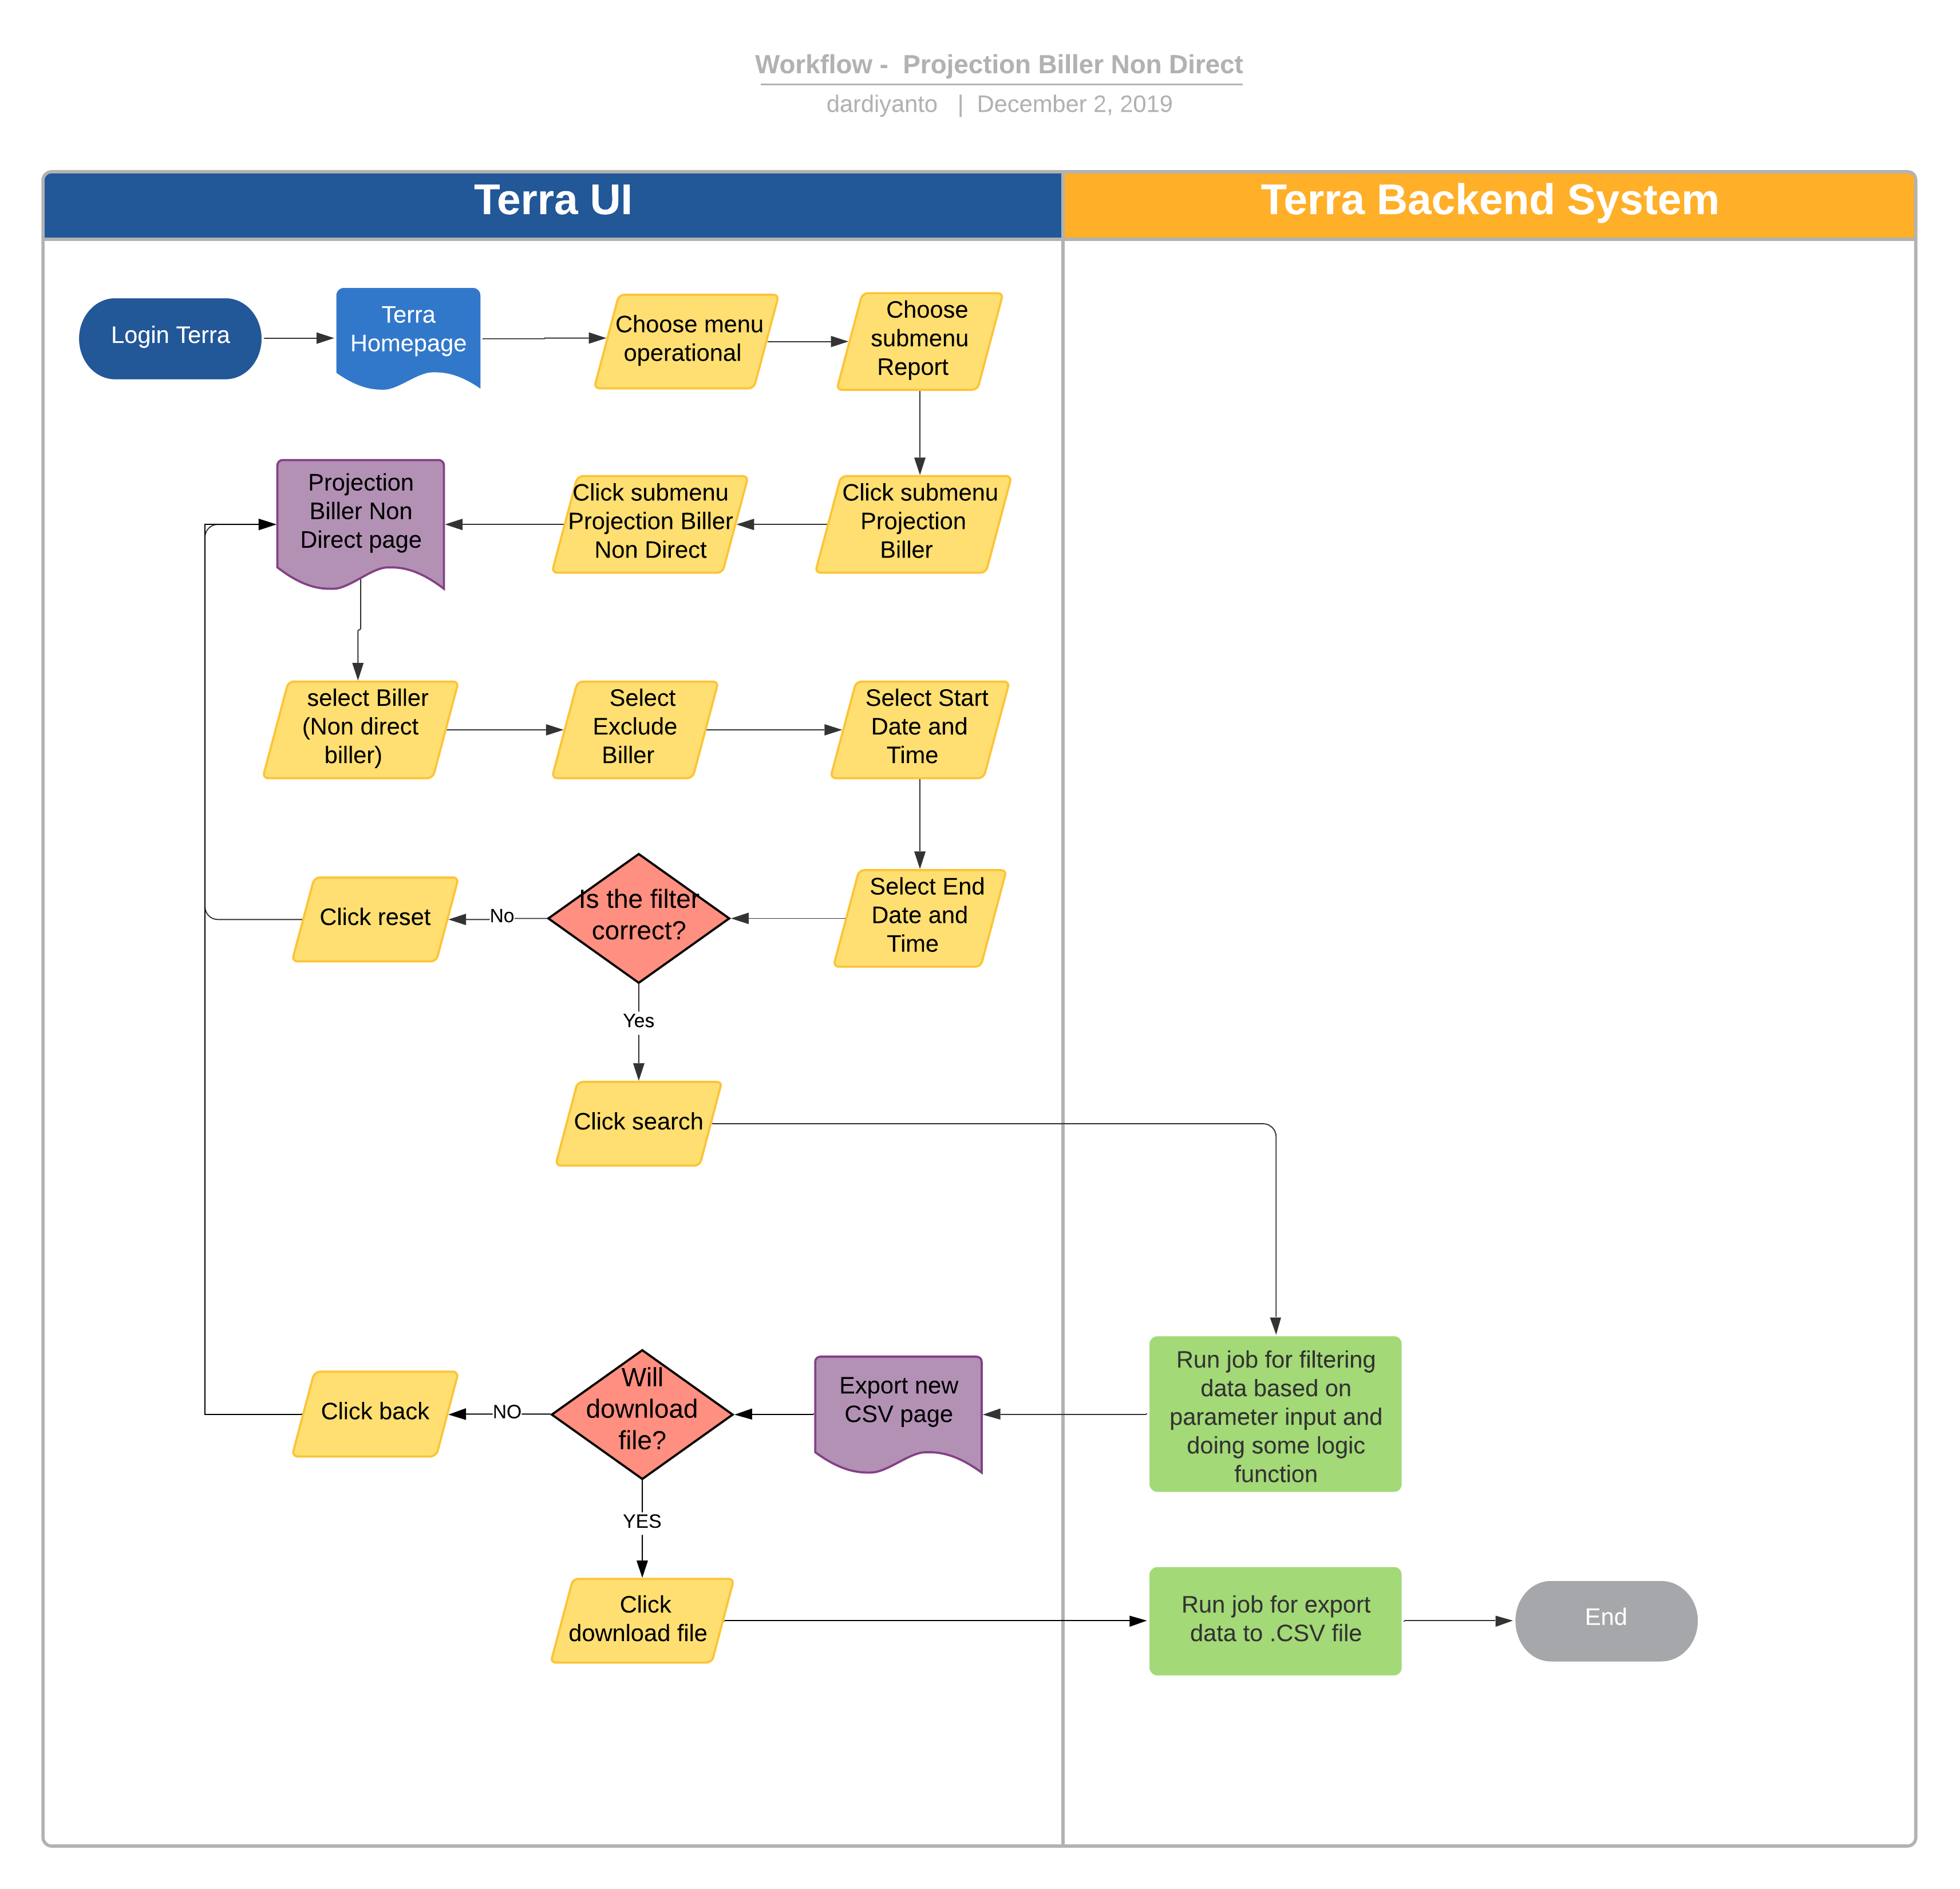 Workflow - Projection Biller Non Direct
dardiyanto | December 2, 2019
Terra UI
Terra Backend System
Login Terra
Terra
Homepage
Choose menu
operational
Choose
submenu
Report
Projection
Biller Non
Direct page
Click submenu
Projection Biller
Non Direct
Click submenu
Projection
Biller
select Biller
(Non direct
biller)
Select
Exclude
Biller
Select Start
Date and
Time
Click reset
No
Is the filter
correct?
Select End
Date and
Time
Yes
Click search
Click back
NO
Will
download
file?
Export new
CSV page
Run job for filtering
data based on
parameter input and
doing some logic
function
YES
Click
download file
Run job for export
data to .CSV file
End